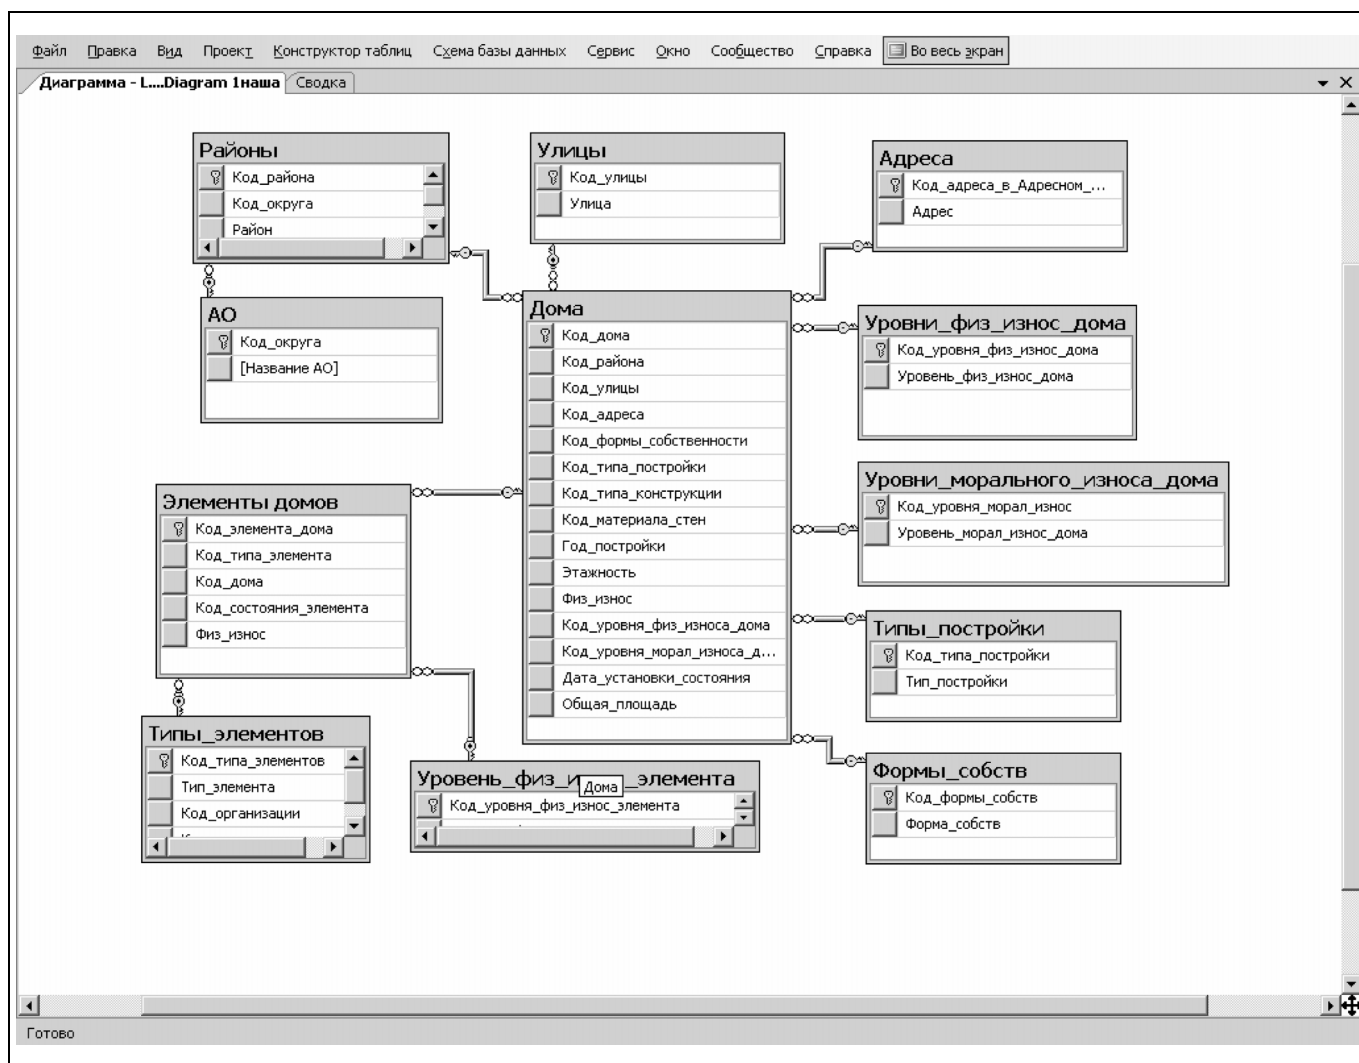 Файл Правка Вид Проект Конструктор таблиц Схема базы данных Сервис Окно Сообщество Справка Во весь экран
Диаграмма - L....Diagram 1наша Сводка
Районы
Код_района
Код_округа
Район
Улицы
Код_улицы
Улица
Адреса
Код_адреса_в_Адресном_...
Адрес
АО
Код_округа
[Название АО]
Дома
Код_дома
Код_района
Код_улицы
Код_адреса
Код_формы_собственности
Код_типа_постройки
Код_типа_конструкции
Код_материала_стен
Год_постройки
Этажность
Физ_износ
Код_уровня_физ_износа_дома
Код_уровня_морал_износа_д...
Дата_установки_состояния
Общая_площадь
Уровни_физ_износ_дома
Код_уровня_физ_износ_дома
Уровень_физ_износ_дома
Уровни_морального_износа_дома
Код_уровня_морал_износ
Уровень_морал_износ_дома
Элементы домов
Код_элемента_дома
Код_типа_элемента
Код_дома
Код_состояния_элемента
Физ_износ
Типы_постройки
Код_типа_постройки
Тип_постройки
Типы_элементов
Код_типа_элементов
Тип_элемента
Код_организации
Уровень_физ_и _элемента
Дома
Код_уровня_физ_износ_элемента
Формы_собств
Код_формы_собств
Форма_собств
Готово